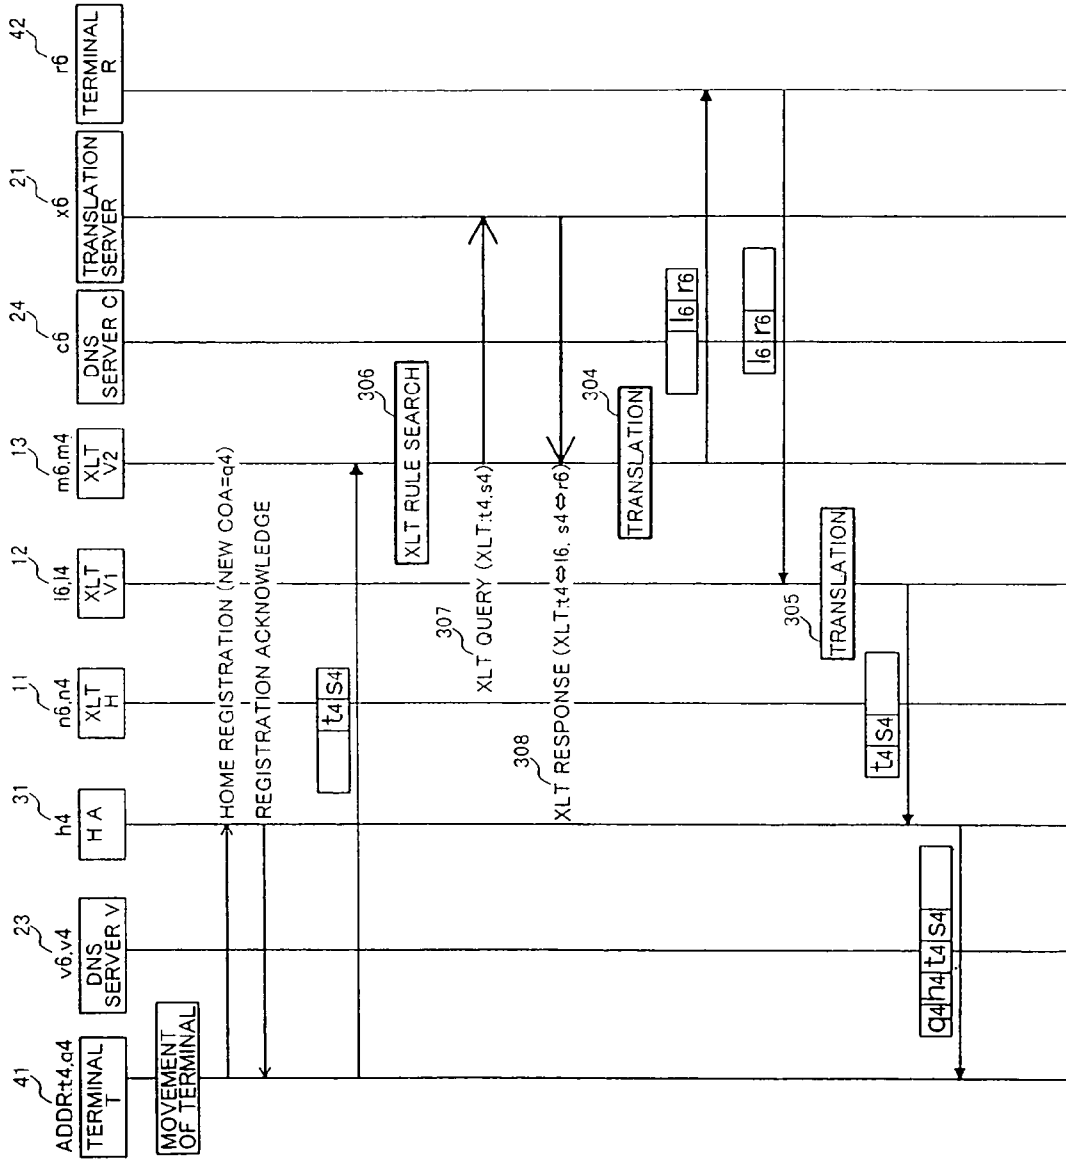 41
ADDR:t4,q4
TERMINAL
T
23
v6,v4
DNS
SERVER V
31
h4
H A
11
n6,n4
XLT
H
12
l6,l4
XLT
V1
13
m6,m4
XLT
V2
24
c6
DNS
SERVER C
21
x6
TRANSLATION
SERVER
42
r6
TERMINAL
R
MOVEMENT
OF TERMINAL
HOME REGISTRATION (NEW COA=q4)
REGISTRATION ACKNOWLEDGE
t4 s4
306
XLT RULE SEARCH
307
XLT QUERY (XLT:t4,s4)
308
XLT RESPONSE (XLT:t4⇔l6, s4⇔r6)
304
TRANSLATION
l6 r6
l6 r6
305
TRANSLATION
t4 s4
q4 h4 t4 s4